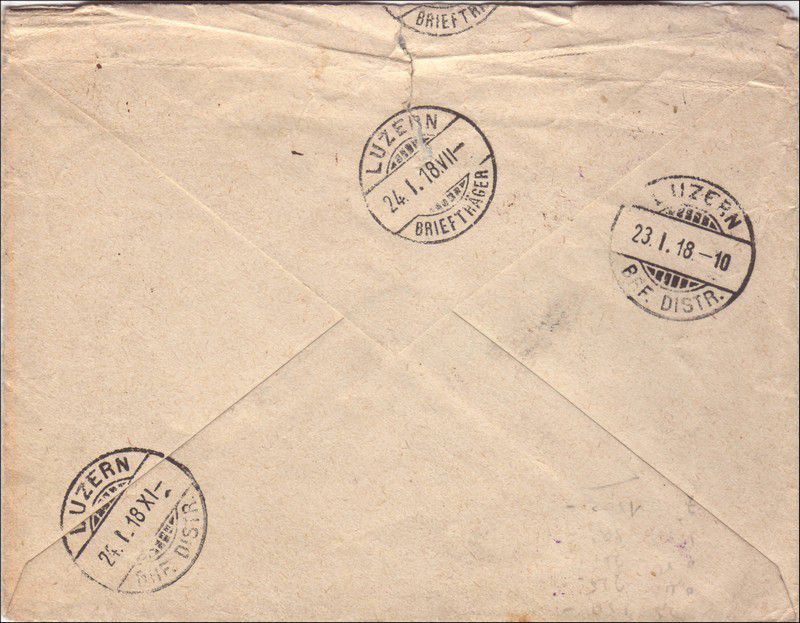 BRIEFTR
LUZERN
24. I. 18.VII–
BRIEFTRÄGER
LUZERN
23. I. 18.–10
BRF. DISTR.
LUZERN
24. I. 18 XI–
BRF. DISTR.